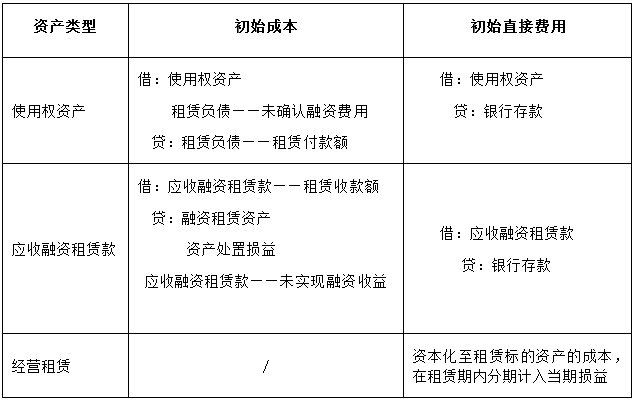 资产类型
初始成本
初始直接费用
使用权资产
借：使用权资产
租赁负债——未确认融资费用
贷：租赁负债——租赁付款额
借：使用权资产
贷：银行存款
应收融资租赁款
借：应收融资租赁款——租赁收款额
贷：融资租赁资产
资产处置损益
应收融资租赁款——未实现融资收益
借：应收融资租赁款
贷：银行存款
经营租赁
/
资本化至租赁标的资产的成本，
在租赁期内分期计入当期损益